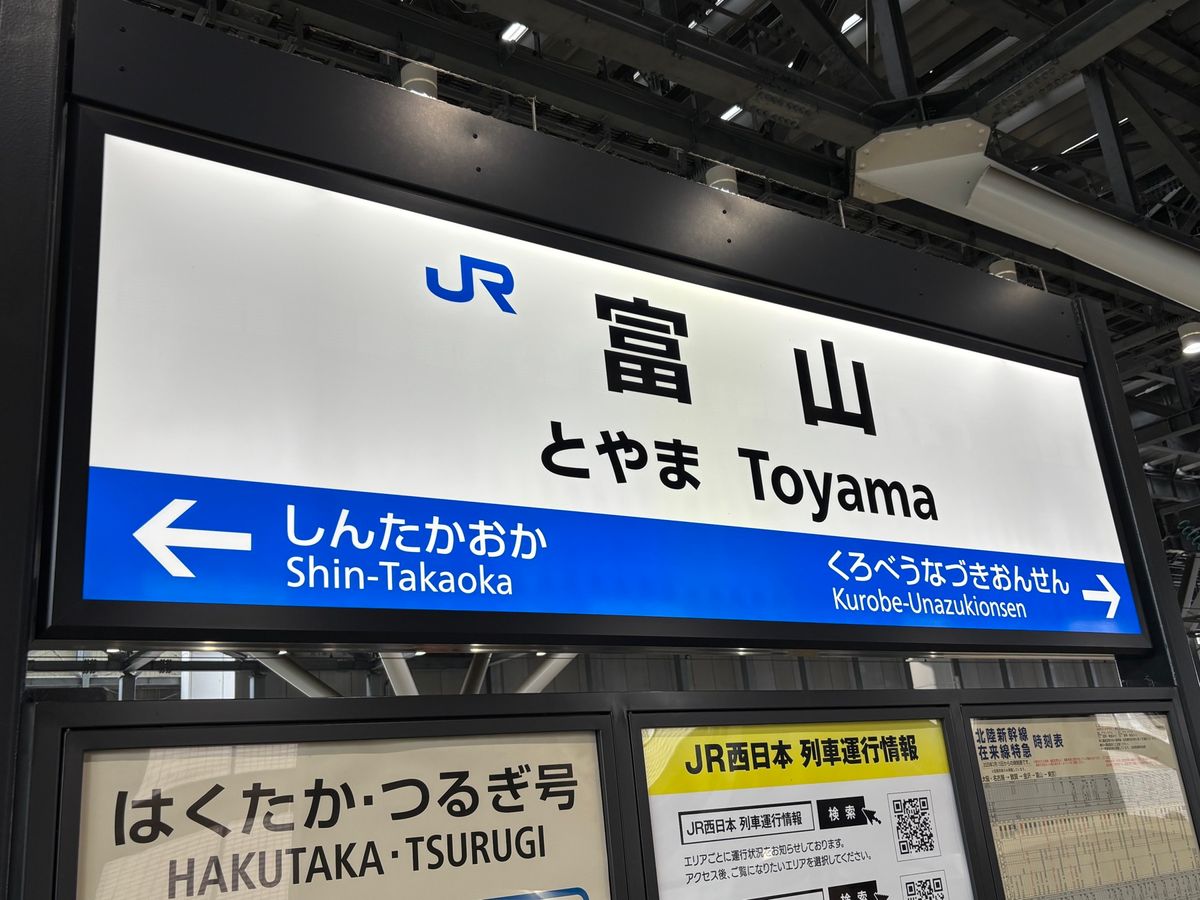 JR
富山
とやま Toyama
← しんたかおか
Shin-Takaoka
くろべうなづきおんせん →
Kurobe-Unazukionsen
はくたか・つるぎ号
HAKUTAKA・TSURUGI
JR西日本 列車運行情報
JR西日本 列車運行情報 検索
エリアごとに運行状況をお知らせしております。
アクセス後、ご覧になりたいエリアを選択してください。
検索
北陸新幹線
在来線特急 時刻表